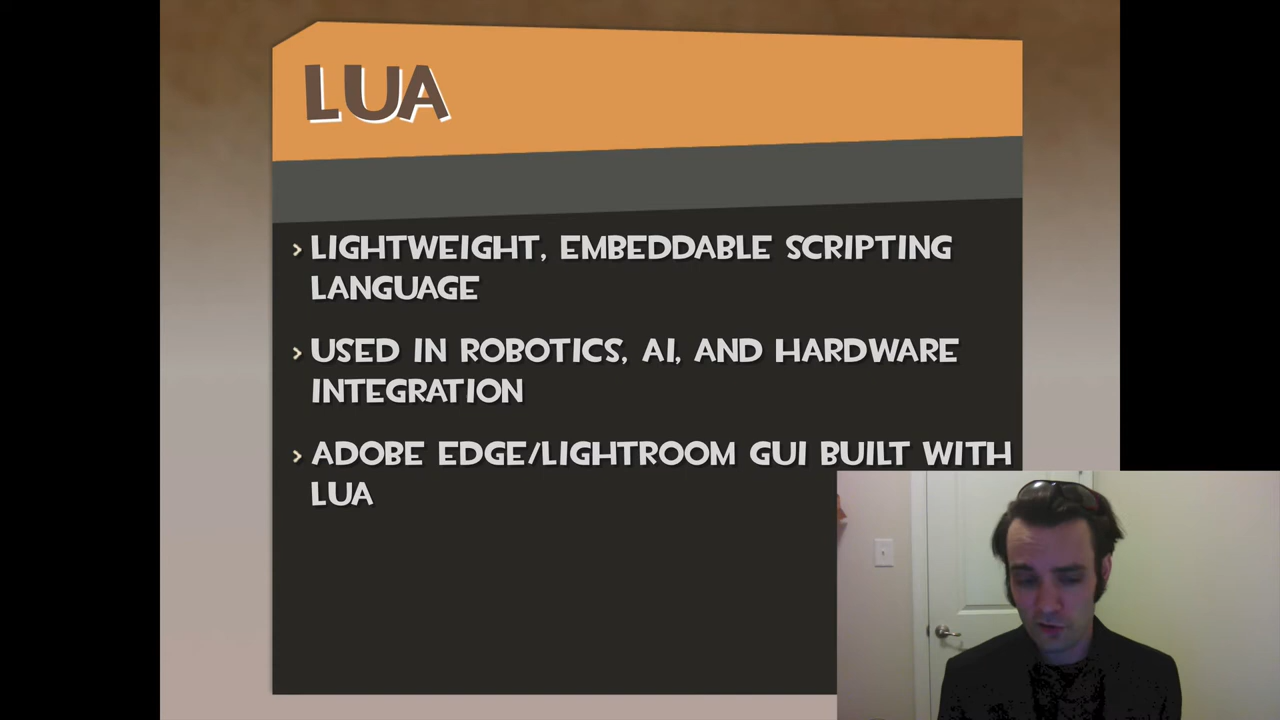 LUA
› LIGHTWEIGHT, EMBEDDABLE SCRIPTING
LANGUAGE
› USED IN ROBOTICS, AI, AND HARDWARE
INTEGRATION
› ADOBE EDGE/LIGHTROOM GUI BUILT WITH
LUA